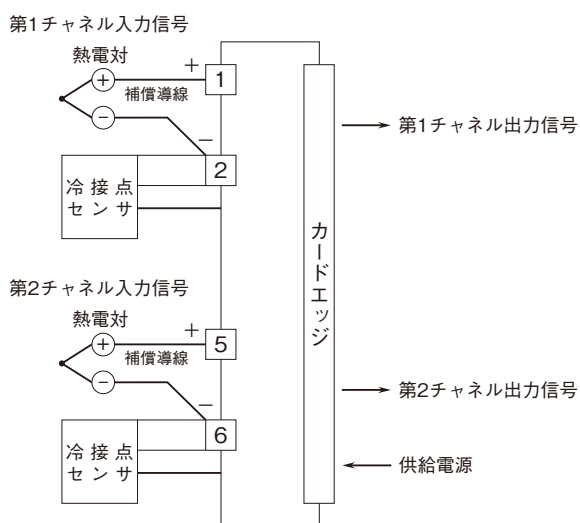 第1チャネル入力信号
熱電対
+
+
1
補償導線
−
−
2
冷接点
センサ
第1チャネル出力信号
カードエッジ
第2チャネル入力信号
熱電対
+
+
5
補償導線
−
−
6
冷接点
センサ
第2チャネル出力信号
供給電源